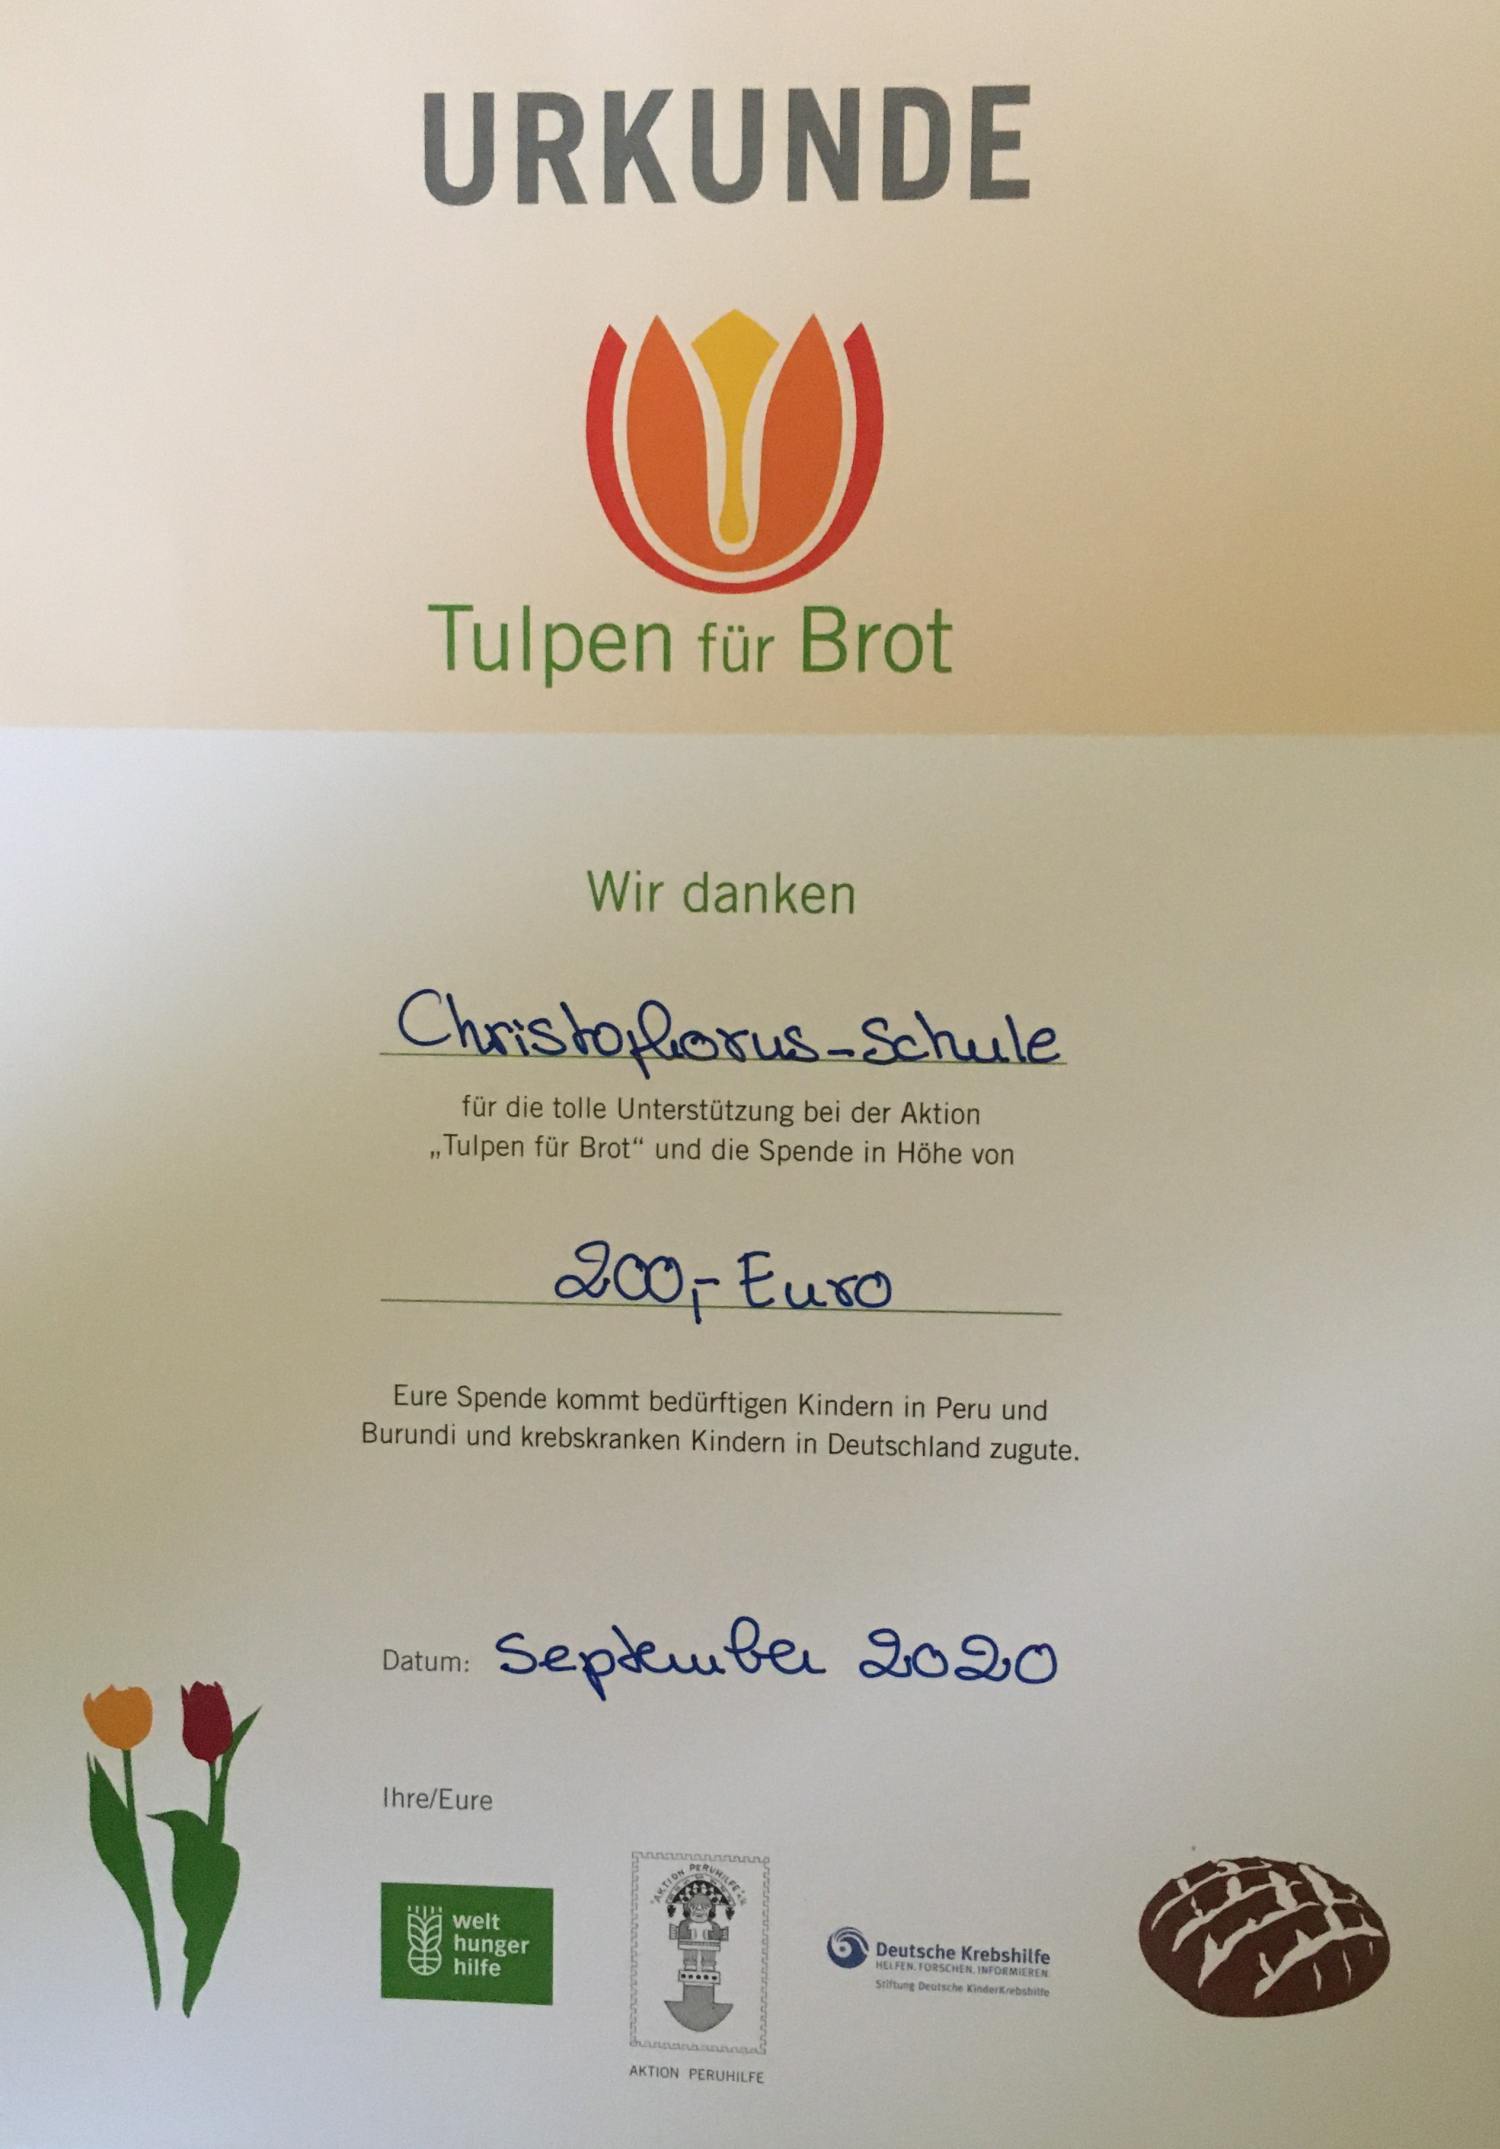 URKUNDE
Tulpen für Brot
Wir danken
Christophorus-Schule
für die tolle Unterstützung bei der Aktion
„Tulpen für Brot“ und die Spende in Höhe von
200,- Euro
Eure Spende kommt bedürftigen Kindern in Peru und
Burundi und krebskranken Kindern in Deutschland zugute.
Datum: September 2020
Ihre/Eure
welt
hunger
hilfe
AKTION PERUHILFE
AKTION PERUHILFE
Deutsche Krebshilfe
HELFEN. FORSCHEN. INFORMIEREN.
Stiftung Deutsche KinderKrebshilfe